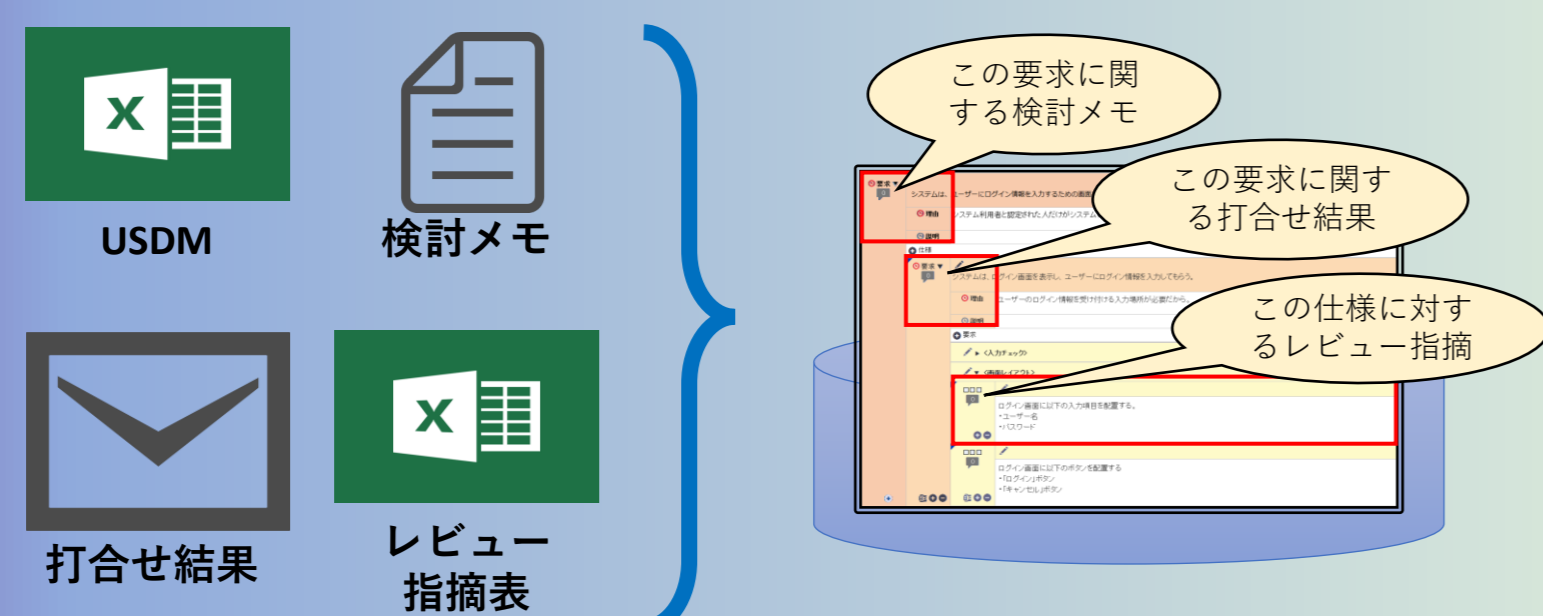 USDM
検討メモ
打合せ結果
レビュー
指摘表
この要求に関
する検討メモ
この要求に関す
る打合せ結果
この仕様に対す
るレビュー指摘
要求▼
システムは、ユーザーにログイン情報を入力するための画面
理由
システム利用者と認定された人だけがシステム
説明
仕様
要求▼
システムは、ログイン画面を表示し、ユーザーにログイン情報を入力してもらう。
理由
ユーザーのログイン情報を受け付ける入力場所が必要だから。
説明
要求
▶ <入力チェック>
▼ <画面レイアウト>
ログイン画面に以下の入力項目を配置する。
・ユーザー名
・パスワード
ログイン画面に以下のボタンを配置する
・「ログイン」ボタン
・「キャンセル」ボタン